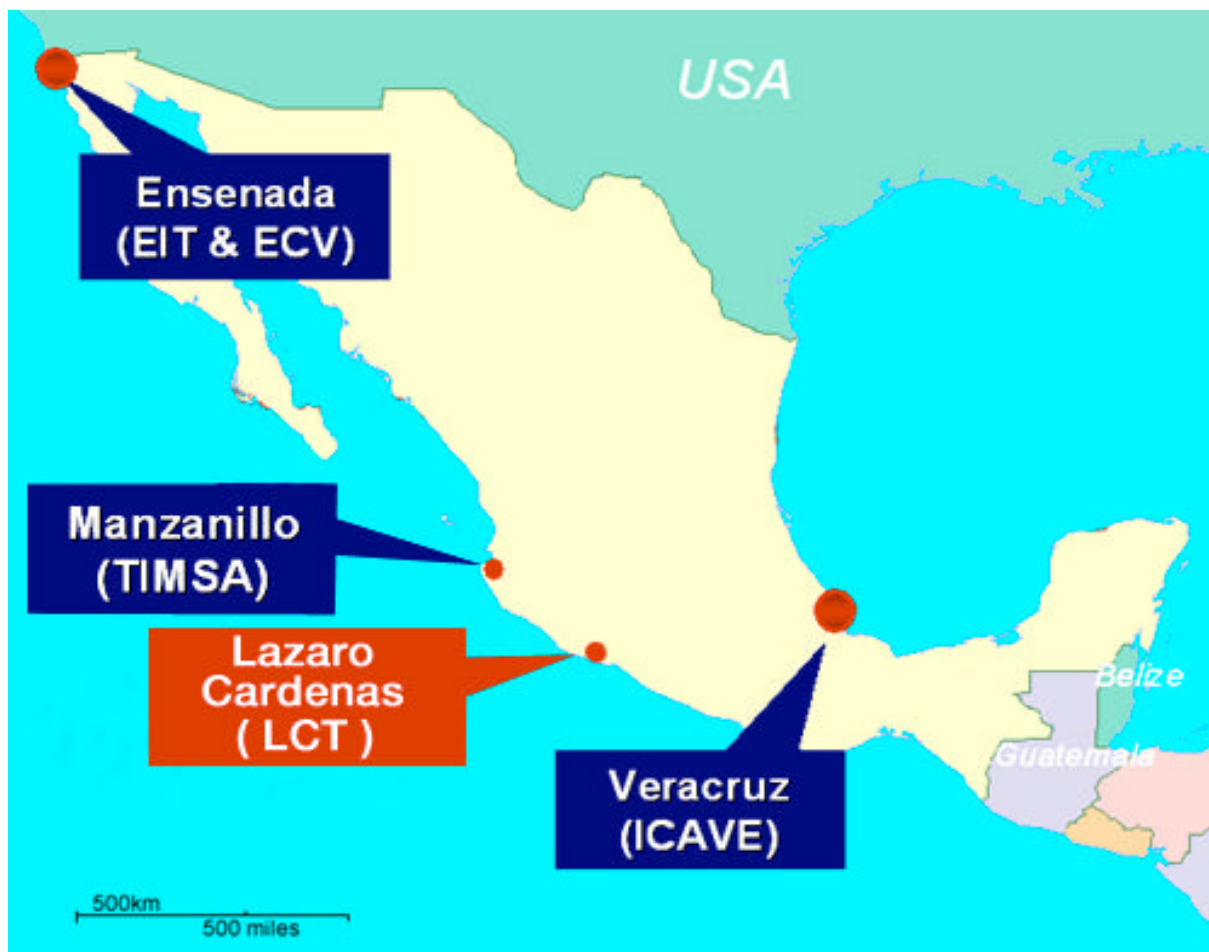 USA
Ensenada
(EIT & ECV)
Manzanillo
(TIMSA)
Lazaro
Cardenas
( LCT )
Belize
Guatemala
Veracruz
(ICAVE)
500km
500 miles